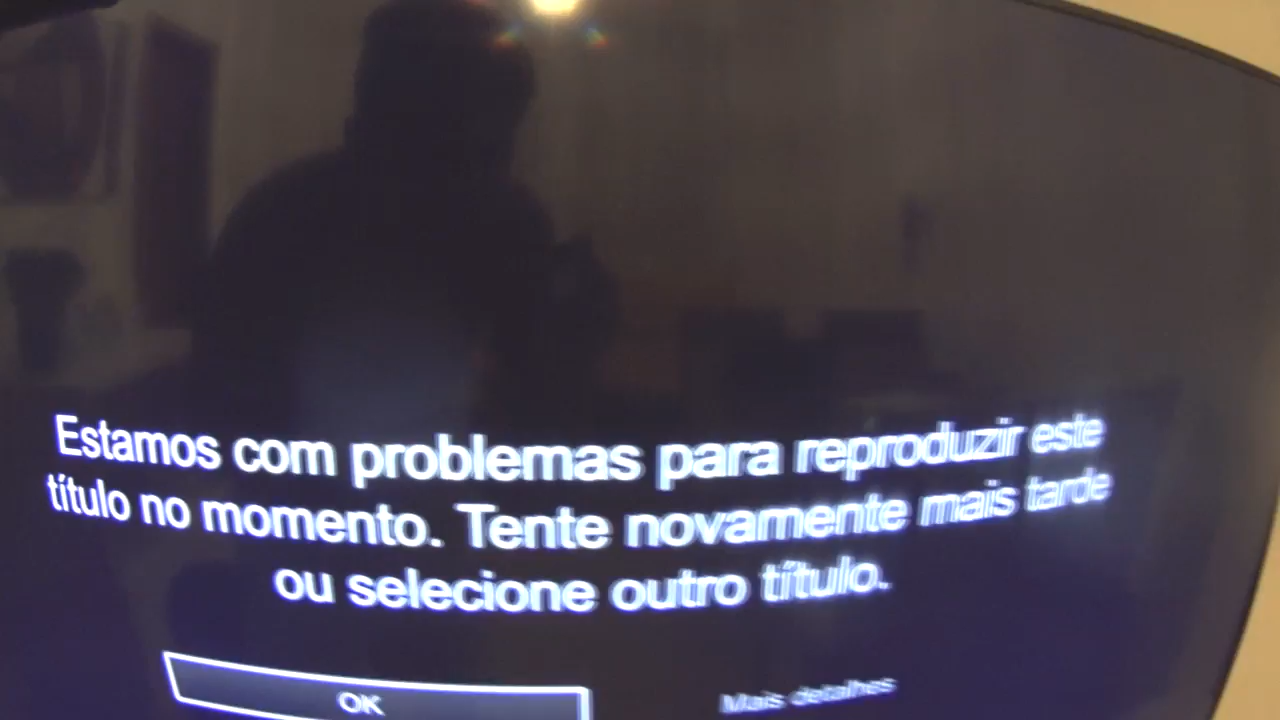 Estamos com problemas para reproduzir este
título no momento. Tente novamente mais tarde
ou selecione outro título.
OK
Mais detalhes